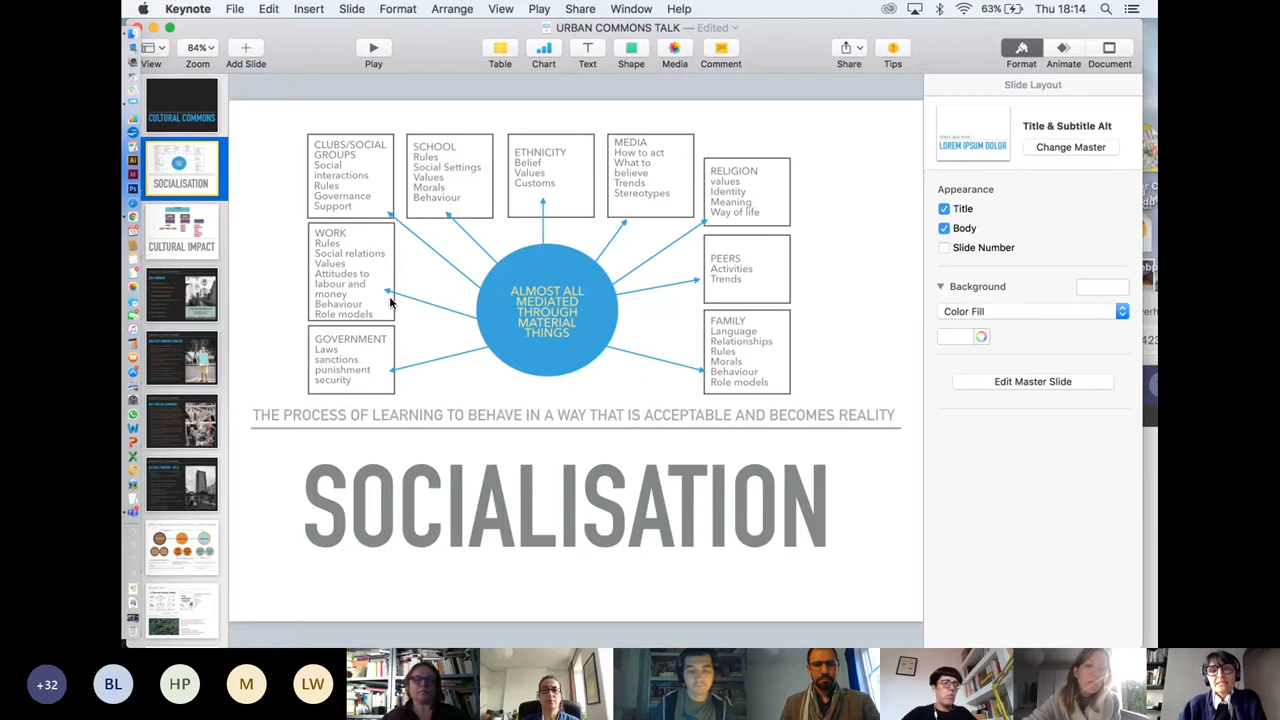 Keynote File Edit Insert Slide Format Arrange View Play Share Window Help 63% Thu 18:14
URBAN COMMONS TALK — Edited
84%
View Zoom Add Slide Play Table Chart Text Shape Media Comment Share Tips Format Animate Document
CULTURAL COMMONS
SOCIALISATION
CULTURAL IMPACT
CLUBS/SOCIAL
GROUPS
Social
interactions
Rules
Governance
Support
SCHOOL
Rules
Social Settings
Values
Morals
Behaviour
ETHNICITY
Belief
Values
Customs
MEDIA
How to act
What to
believe
Trends
Stereotypes
RELIGION
values
Identity
Meaning
Way of life
WORK
Rules
Social relations
Values
Attitudes to
labour and
money
Behaviour
Role models
ALMOST ALL
MEDIATED
THROUGH
MATERIAL
THINGS
PEERS
Activities
Trends
GOVERNMENT
Laws
sanctions
punishment
security
FAMILY
Language
Relationships
Rules
Morals
Behaviour
Role models
THE PROCESS OF LEARNING TO BEHAVE IN A WAY THAT IS ACCEPTABLE AND BECOMES REALITY
SOCIALISATION
Slide Layout
LOREM IPSUM DOLOR
Title & Subtitle Alt
Change Master
Appearance
Title
Body
Slide Number
Background
Color Fill
Edit Master Slide
+32
BL
HP
M
LW